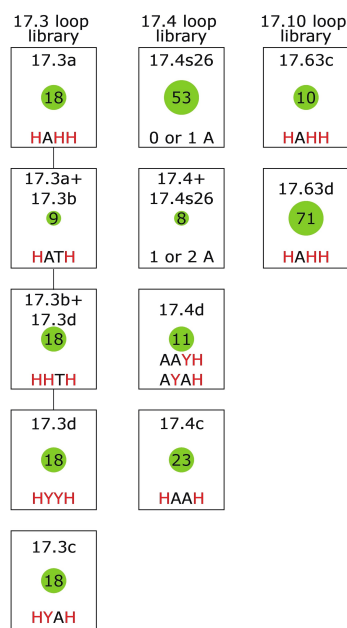 17.3 loop
library
17.3a
18
HAHH
17.3a+
17.3b
9
HATH
17.3b+
17.3d
18
HHTH
17.3d
18
HYYH
17.3c
18
HYAH
17.4 loop
library
17.4s26
53
0 or 1 A
17.4+
17.4s26
8
1 or 2 A
17.4d
11
AAYH
AYAH
17.4c
23
HAAH
17.10 loop
library
17.63c
10
HAHH
17.63d
71
HAHH